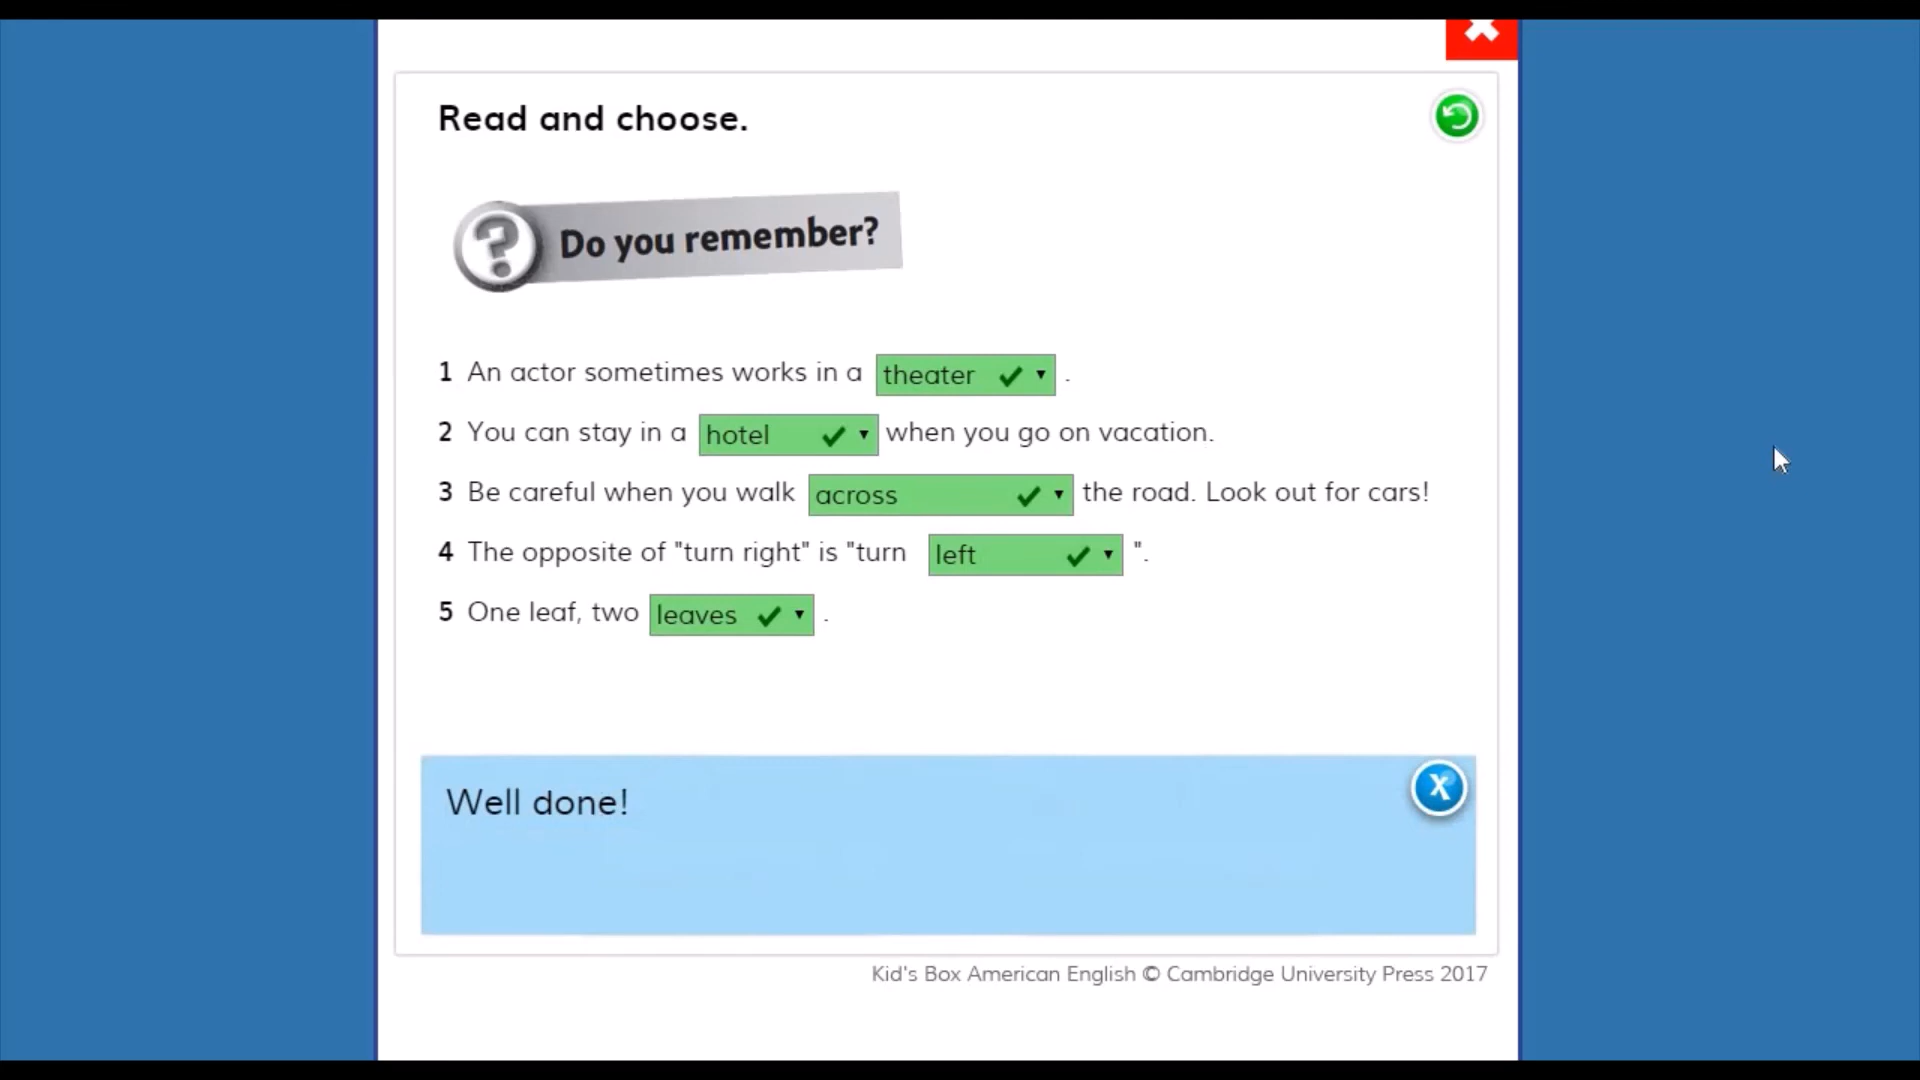 Read and choose.
Do you remember?
1 An actor sometimes works in a theater .
2 You can stay in a hotel when you go on vacation.
3 Be careful when you walk across the road. Look out for cars!
4 The opposite of "turn right" is "turn left ".
5 One leaf, two leaves .
Well done!
Kid's Box American English © Cambridge University Press 2017